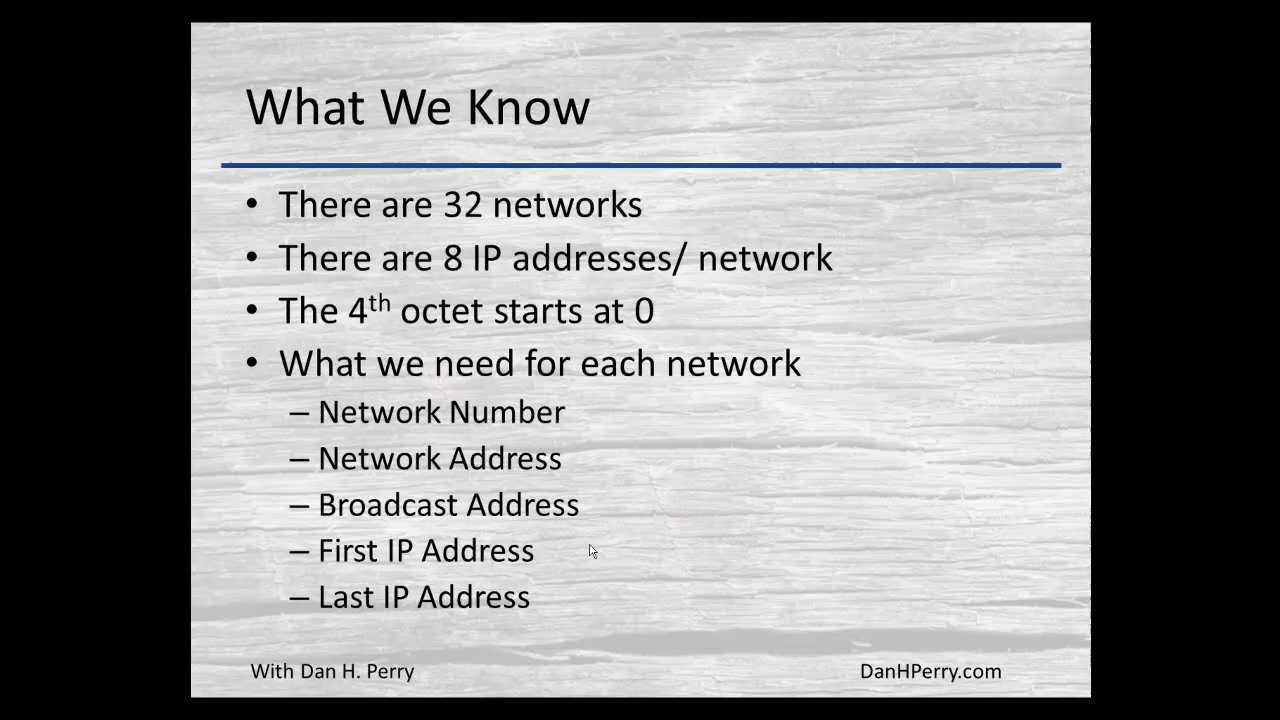 What We Know
• There are 32 networks
• There are 8 IP addresses/ network
• The 4th octet starts at 0
• What we need for each network
– Network Number
– Network Address
– Broadcast Address
– First IP Address
– Last IP Address
With Dan H. Perry
DanHPerry.com